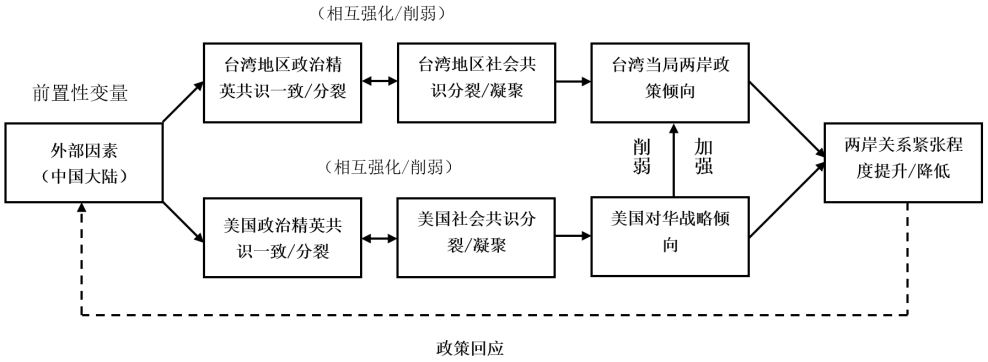 （相互强化/削弱）
台湾地区政治精
英共识一致/分裂
台湾地区社会共
识分裂/凝聚
台湾当局两岸政
策倾向
前置性变量
外部因素
（中国大陆）
削弱
加强
两岸关系紧张程
度提升/降低
（相互强化/削弱）
美国政治精英共
识一致/分裂
美国社会共识分
裂/凝聚
美国对华战略倾
向
政策回应